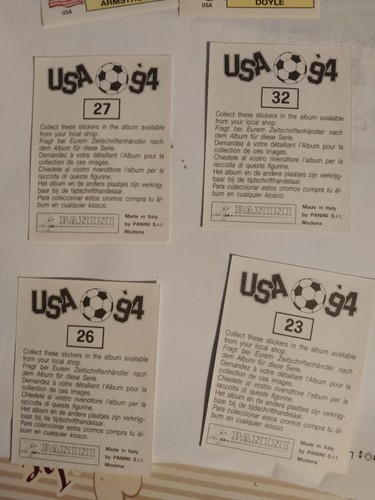 USA
ARMSTRO
USA
DOYLE
USA 94
27
Collect these stickers in the album available
from your local shop.
Fragt bei Eurem Zeitschriftenhändler nach
dem Album für diese Serie.
Demandez à votre détaillant l'Album pour la
collection de ces images.
Chiedete al vostro rivenditore l'album per la
raccolta di queste figurine.
Het album en de andere plaatjes zijn verkrijg-
baar bij de tijdschrifthandelaar.
Para coleccionar estos cromos compra tu ál-
bum en cualquier kiosco.
PANINI
Made in Italy
by PANINI S.r.l.
Modena
USA 94
32
Collect these stickers in the album available
from your local shop.
Fragt bei Eurem Zeitschriftenhändler nach
dem Album für diese Serie.
Demandez à votre détaillant l'Album pour la
collection de ces images.
Chiedete al vostro rivenditore l'album per la
raccolta di queste figurine.
Het album en de andere plaatjes zijn verkrijg-
baar bij de tijdschrifthandelaar.
Para coleccionar estos cromos compra tu ál-
bum en cualquier kiosco.
PANINI
Made in Italy
by PANINI S.r.l.
Modena
USA 94
26
Collect these stickers in the album available
from your local shop.
Fragt bei Eurem Zeitschriftenhändler nach
dem Album für diese Serie.
Demandez à votre détaillant l'Album pour la
collection de ces images.
Chiedete al vostro rivenditore l'album per la
raccolta di queste figurine.
Het album en de andere plaatjes zijn verkrijg-
baar bij de tijdschrifthandelaar.
Para coleccionar estos cromos compra tu ál-
bum en cualquier kiosco.
PANINI
Made in Italy
by PANINI S.r.l.
Modena
USA 94
23
Collect these stickers in the album available
from your local shop.
Fragt bei Eurem Zeitschriftenhändler nach
dem Album für diese Serie.
Demandez à votre détaillant l'Album pour la
collection de ces images.
Chiedete al vostro rivenditore l'album per la
raccolta di queste figurine.
Het album en de andere plaatjes zijn verkrijg-
baar bij de tijdschrifthandelaar.
Para coleccionar estos cromos compra tu ál-
bum en cualquier kiosco.
PANINI
Made in Italy
by PANINI S.r.l.
Modena